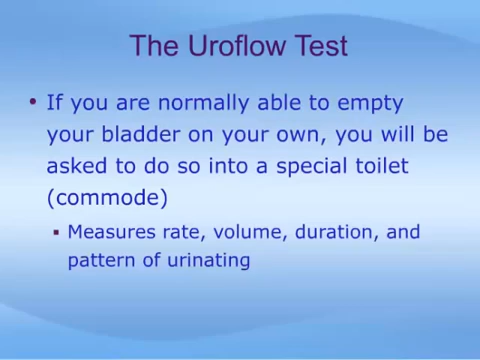 The Uroflow Test
• If you are normally able to empty
your bladder on your own, you will be
asked to do so into a special toilet
(commode)
▪ Measures rate, volume, duration, and
pattern of urinating